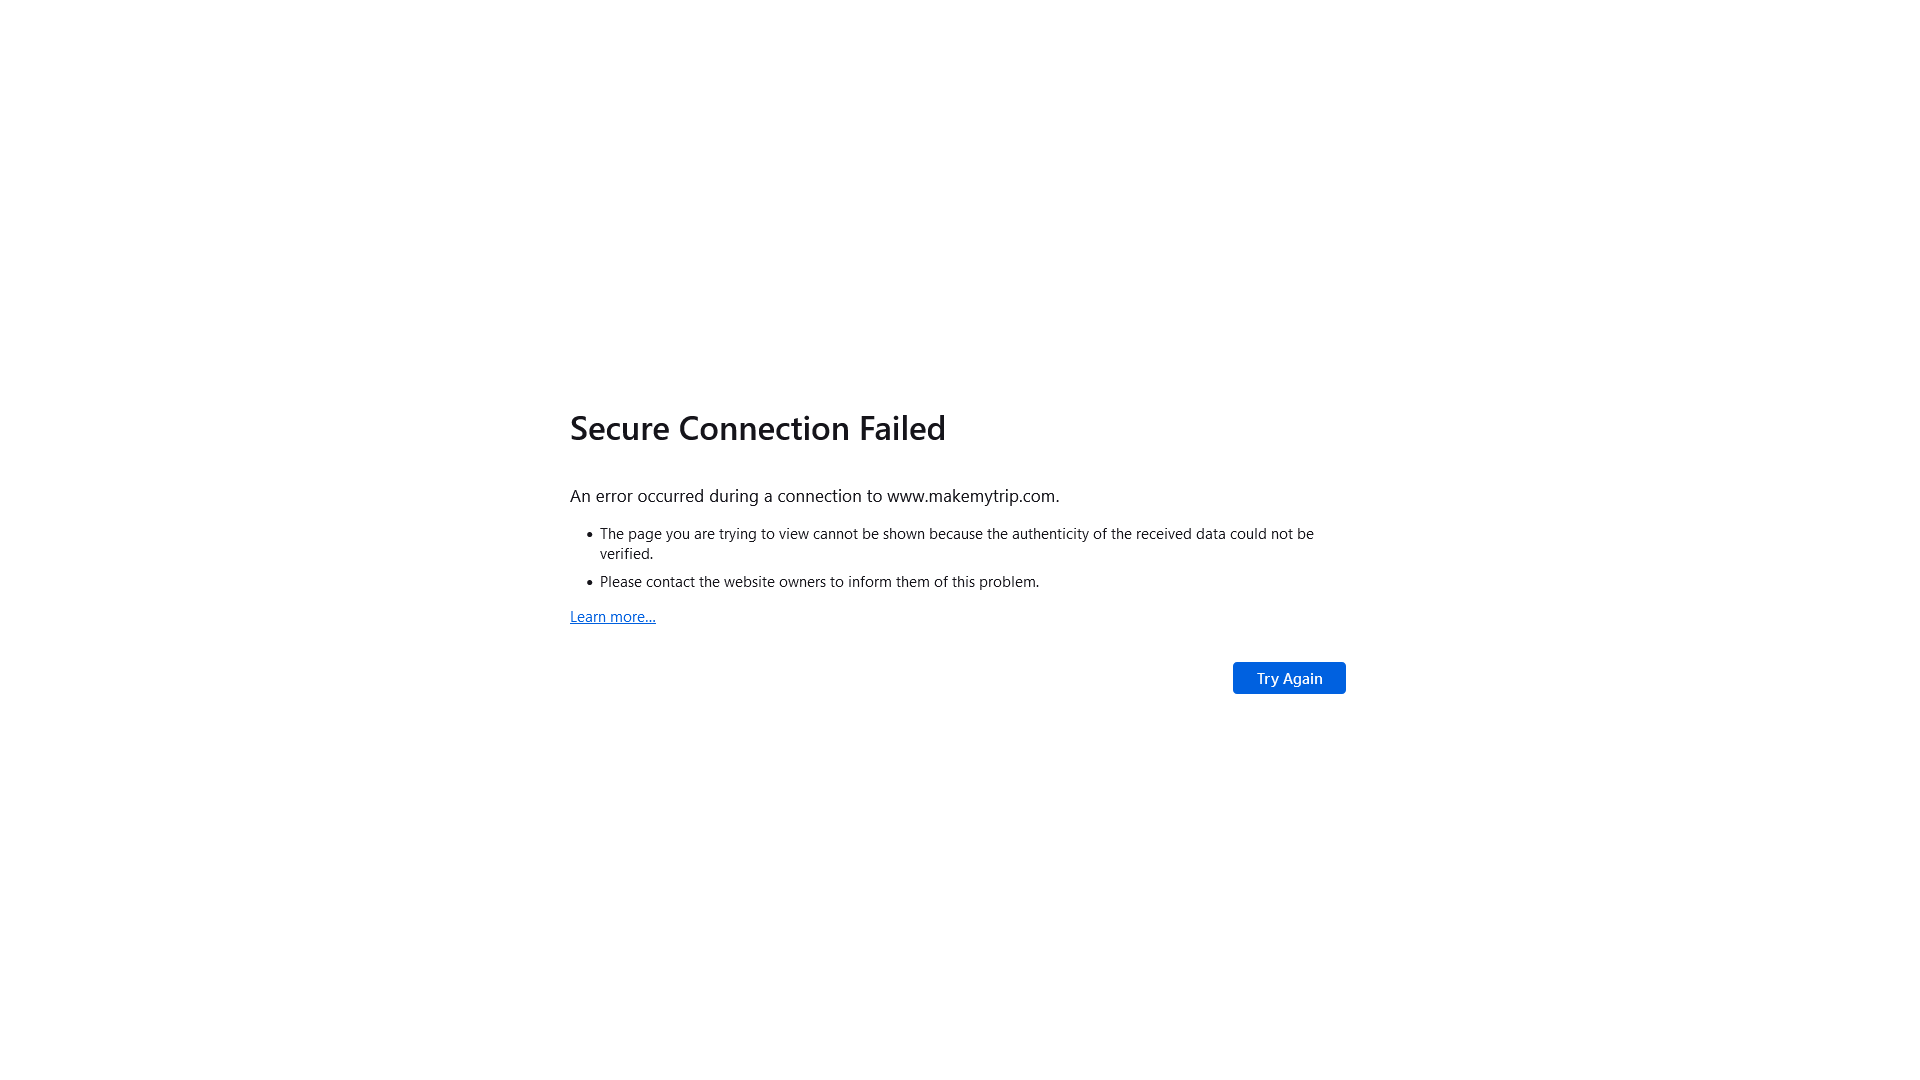 Secure Connection Failed
An error occurred during a connection to www.makemytrip.com.
• The page you are trying to view cannot be shown because the authenticity of the received data could not be
verified.
• Please contact the website owners to inform them of this problem.
Learn more…
Try Again